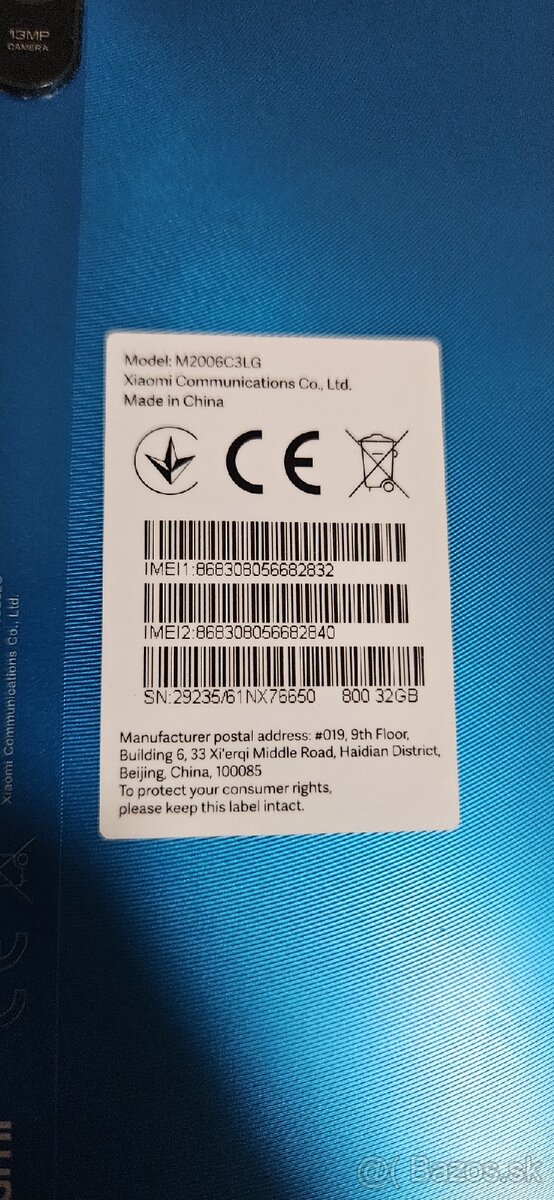 13MP
CAMERA
Model: M2006C3LG
Xiaomi Communications Co., Ltd.
Made in China
CE
IMEI1:868308056682832
IMEI2:868308056682840
SN:29235/61NX76650 800 32GB
Manufacturer postal address: #019, 9th Floor,
Building 6, 33 Xi'erqi Middle Road, Haidian District,
Beijing, China, 100085
To protect your consumer rights,
please keep this label intact.
Xiaomi Communications Co., Ltd.
CE
Bazos.sk